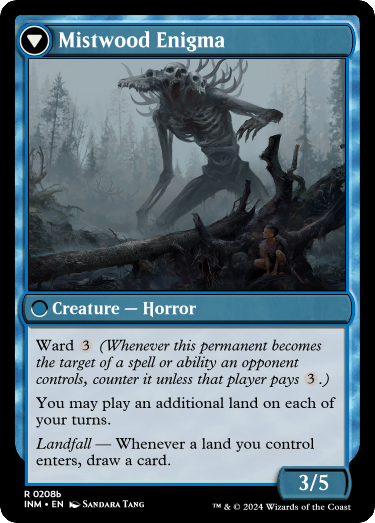 Mistwood Enigma
Creature — Horror
Ward 3 (Whenever this permanent becomes
the target of a spell or ability an opponent
controls, counter it unless that player pays 3.)
You may play an additional land on each of
your turns.
Landfall — Whenever a land you control
enters, draw a card.
3/5
R 0208b
INM • EN Sandara Tang
™ & © 2024 Wizards of the Coast